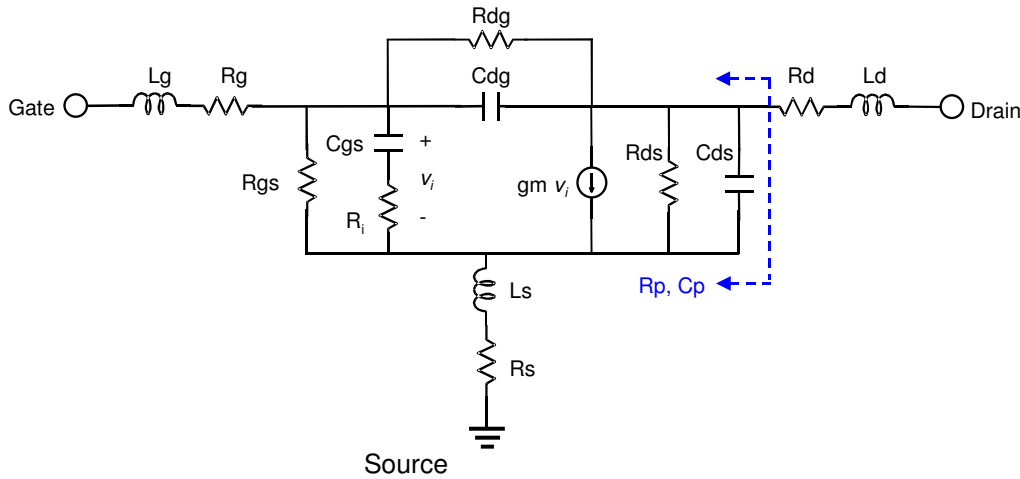 Rdg
Lg
Rg
Cdg
Rd
Ld
Gate
Drain
Cgs
+
Rds
Cds
Rgs
vi
gm vi
Ri
-
Rp, Cp
Ls
Rs
Source